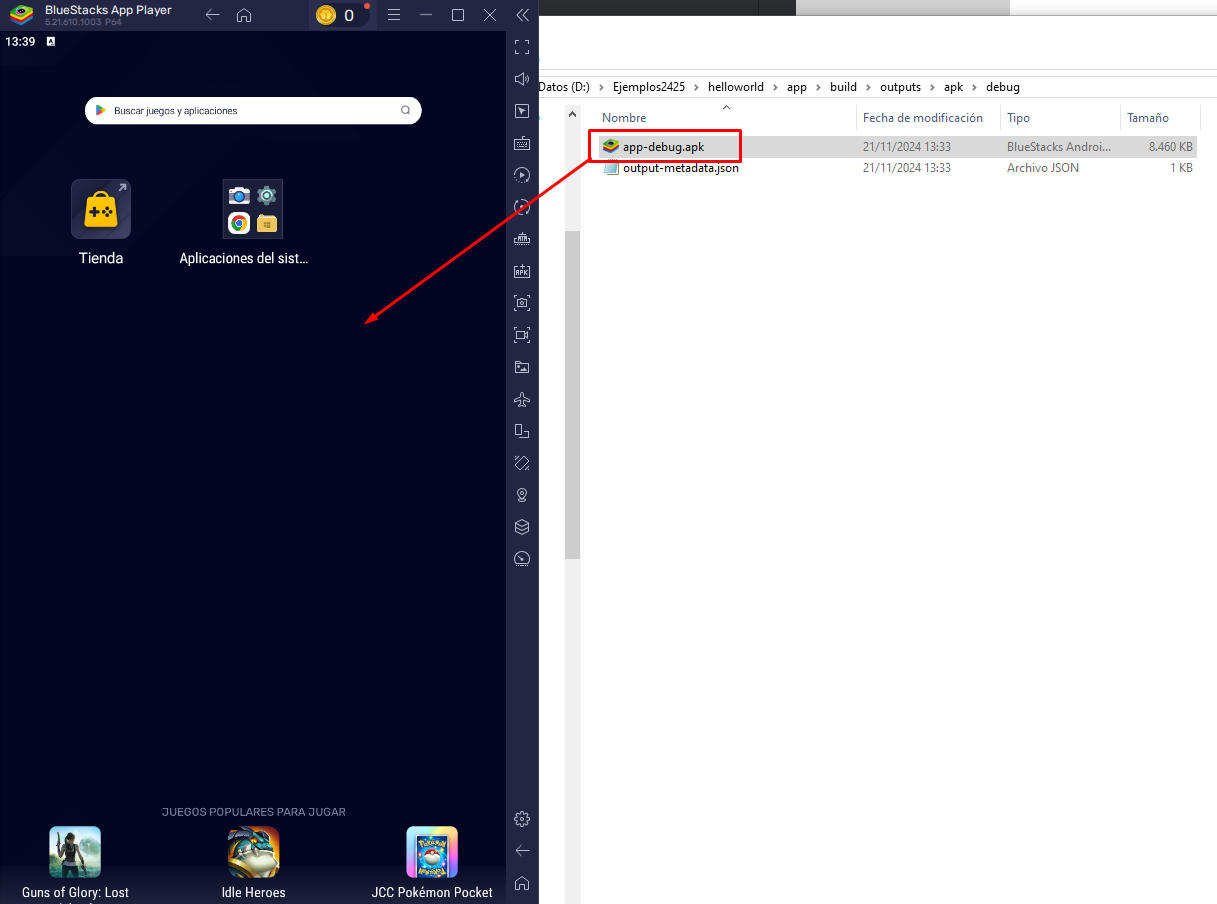 BlueStacks App Player
5.21.610.1003 P64
0
13:39
A
Buscar juegos y aplicaciones
Tienda
Aplicaciones del sist...
APK
JUEGOS POPULARES PARA JUGAR
Guns of Glory: Lost
Idle Heroes
JCC Pokémon Pocket
Datos (D:) > Ejemplos2425 > helloworld > app > build > outputs > apk > debug
Nombre Fecha de modificación Tipo Tamaño
app-debug.apk 21/11/2024 13:33 BlueStacks Androi... 8.460 KB
output-metadata.json 21/11/2024 13:33 Archivo JSON 1 KB